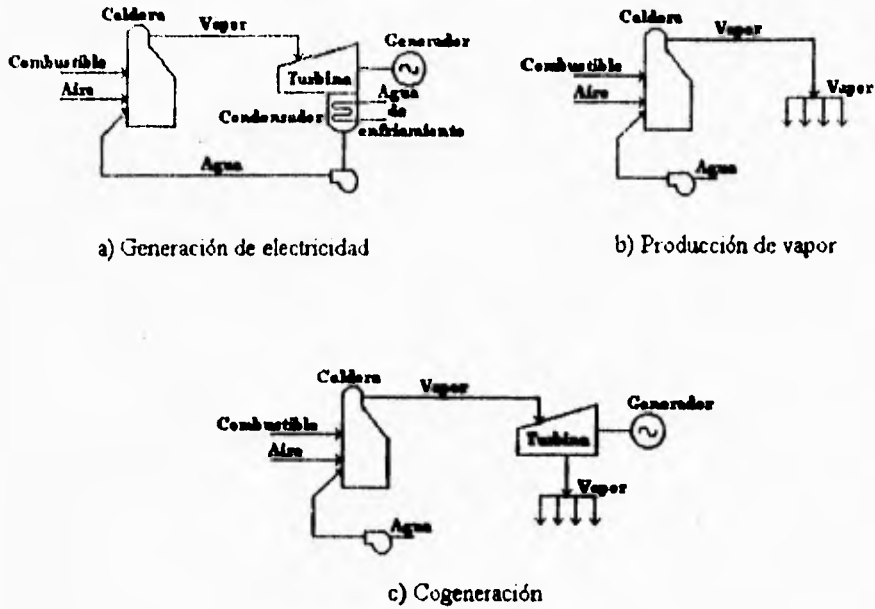 Caldera
Vapor
Generador
Combustible
Turbina
Aire
Agua
de
enfriamiento
Condensador
Agua
a) Generación de electricidad
Caldera
Vapor
Combustible
Vapor
Aire
Agua
b) Producción de vapor
Caldera
Vapor
Generador
Combustible
Turbina
Aire
Vapor
Agua
c) Cogeneración